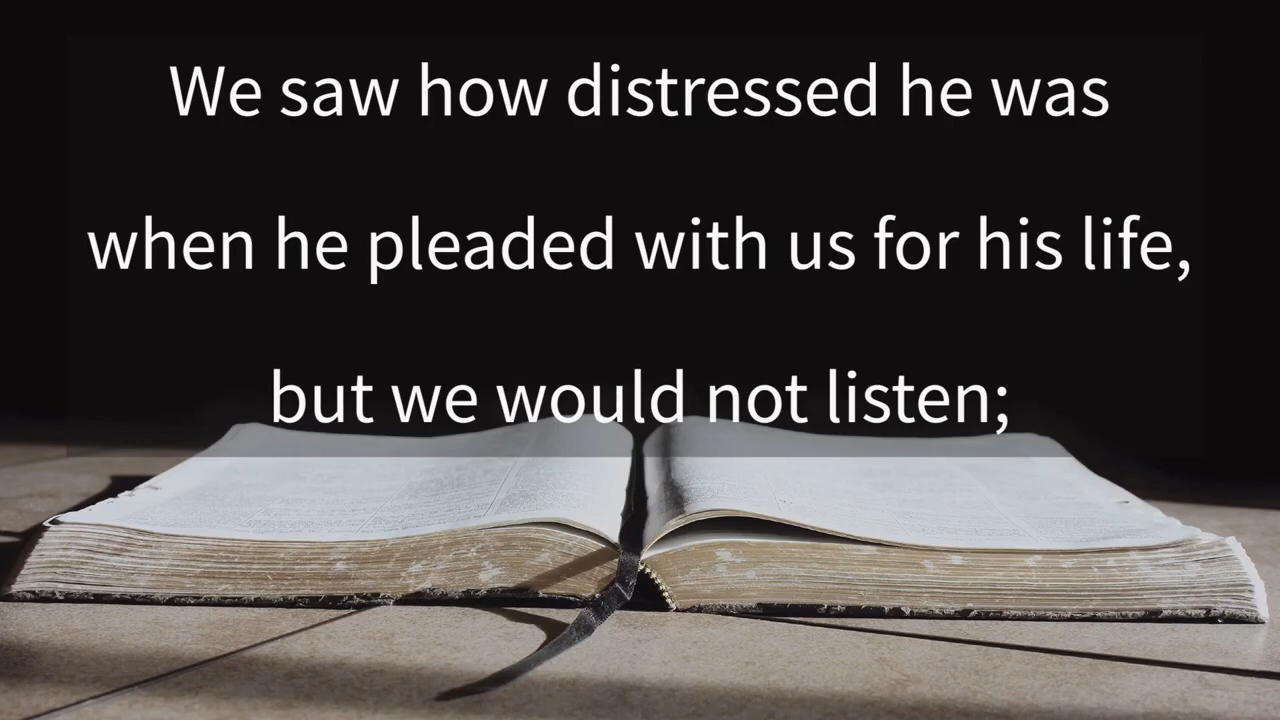 We saw how distressed he was
when he pleaded with us for his life,
but we would not listen;